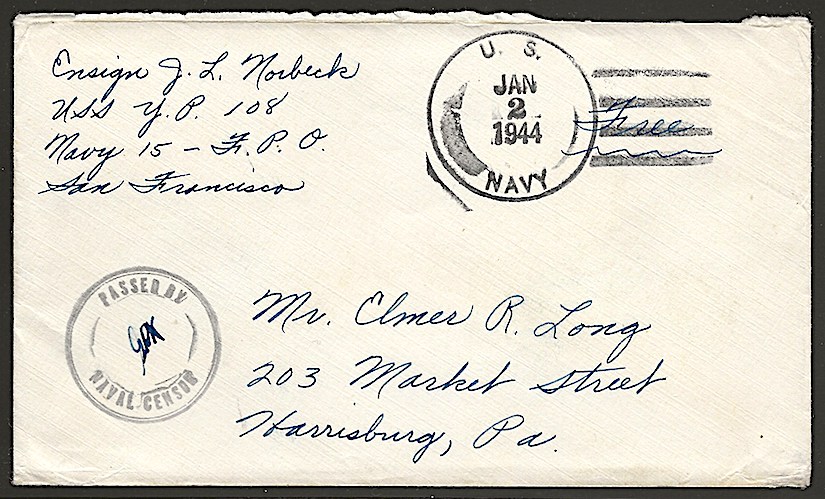 Ensign J. L. Norbeck
USS Y.P. 108
Navy 15 - F.P.O.
San Francisco
U. S.
JAN
2
1944
NAVY
Free
PASSED BY
NAVAL CENSOR
Mr. Elmer R. Long
203 Market Street
Harrisburg, Pa.